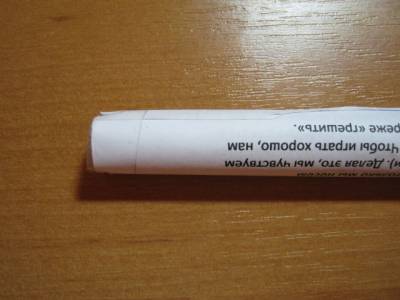 и). Делая это, мы чувствуем
Чтобы играть хорошо, нам
реже «грешить».